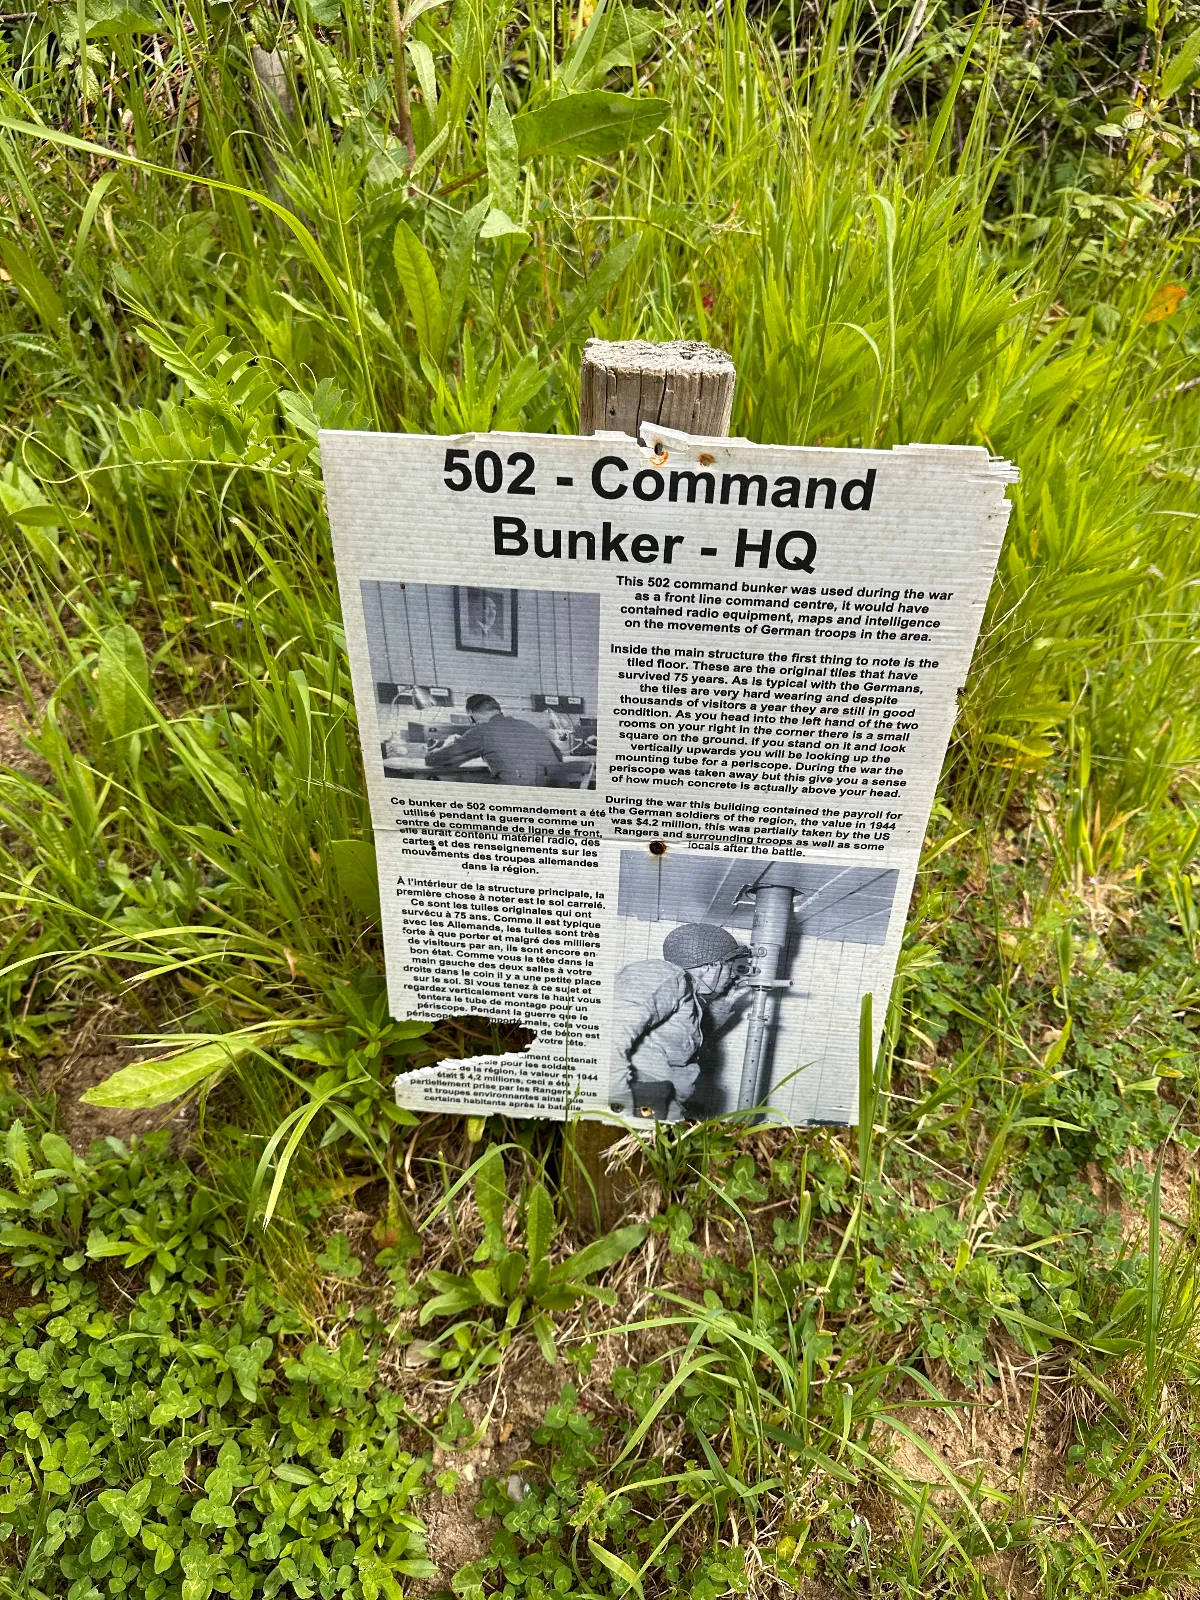 502 - Command
Bunker - HQ
This 502 command bunker was used during the war
as a front line command centre, it would have
contained radio equipment, maps and intelligence
on the movements of German troops in the area.
Inside the main structure the first thing to note is the
tiled floor. These are the original tiles that have
survived 75 years. As is typical with the Germans,
the tiles are very hard wearing and despite
thousands of visitors a year they are still in good
condition. As you head into the left hand of the two
rooms on your right in the corner there is a small
square on the ground. If you stand on it and look
vertically upwards you will be looking up the
mounting tube for a periscope. During the war the
periscope was taken away but this give you a sense
of how much concrete is actually above your head.
During the war this building contained the payroll for
the German soldiers of the region, the value in 1944
was $4.2 million, this was partially taken by the US
Rangers and surrounding troops as well as some
locals after the battle.
Ce bunker de 502 commandement a été
utilisé pendant la guerre comme un
centre de commande de ligne de front,
elle aurait contenu matériel radio, des
cartes et des renseignements sur les
mouvements des troupes allemandes
dans la région.
À l'intérieur de la structure principale, la
première chose à noter est le sol carrelé.
Ce sont les tuiles originales qui ont
survécu à 75 ans. Comme il est typique
avec les Allemands, les tuiles sont très
forte à que porter et malgré des milliers
de visiteurs par an, ils sont encore en
bon état. Comme vous la tête dans la
main gauche des deux salles à votre
droite dans le coin il y a une petite place
sur le sol. Si vous tenez à ce sujet et
regardez verticalement vers le haut vous
tentera le tube de montage pour un
périscope. Pendant la guerre que le
périscope mais, cela vous
de béton est
votre tête.
contenait
pour les soldats
de la région, la valeur en 1944
était $ 4,2 millions, ceci a été
partiellement prise par les Rangers nous
et troupes environnantes ainsi que
certains habitants après la bataille.